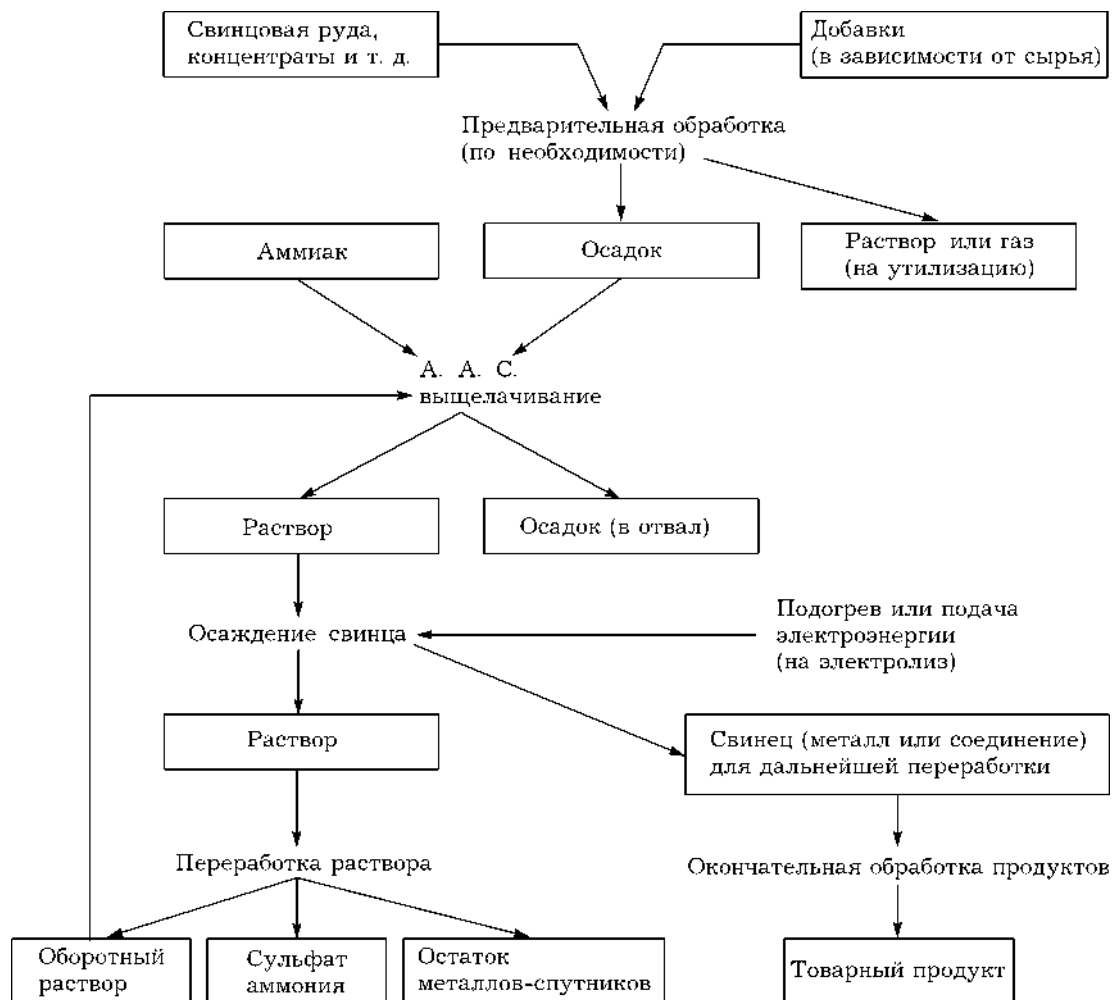 Свинцовая руда,
концентраты и т. д.
Добавки
(в зависимости от сырья)
Предварительная обработка
(по необходимости)
Аммиак
Осадок
Раствор или газ
(на утилизацию)
А. А. С.
выщелачивание
Раствор
Осадок (в отвал)
Осаждение свинца
Подогрев или подача
электроэнергии
(на электролиз)
Раствор
Свинец (металл или соединение)
для дальнейшей переработки
Переработка раствора
Окончательная обработка продуктов
Оборотный
раствор
Сульфат
аммония
Остаток
металлов-спутников
Товарный продукт